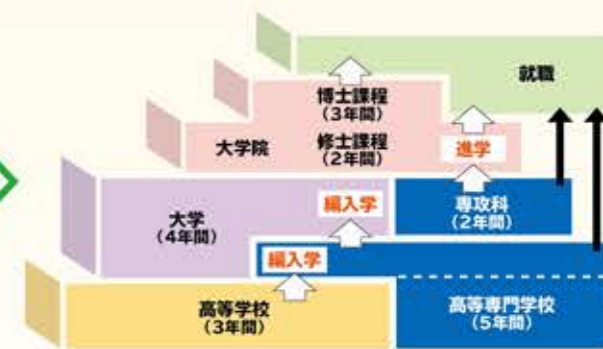 就職
博士課程
(3年間)
大学院
修士課程
(2年間)
進学
大学
(4年間)
編入学
専攻科
(2年間)
編入学
高等学校
(3年間)
高等専門学校
(5年間)